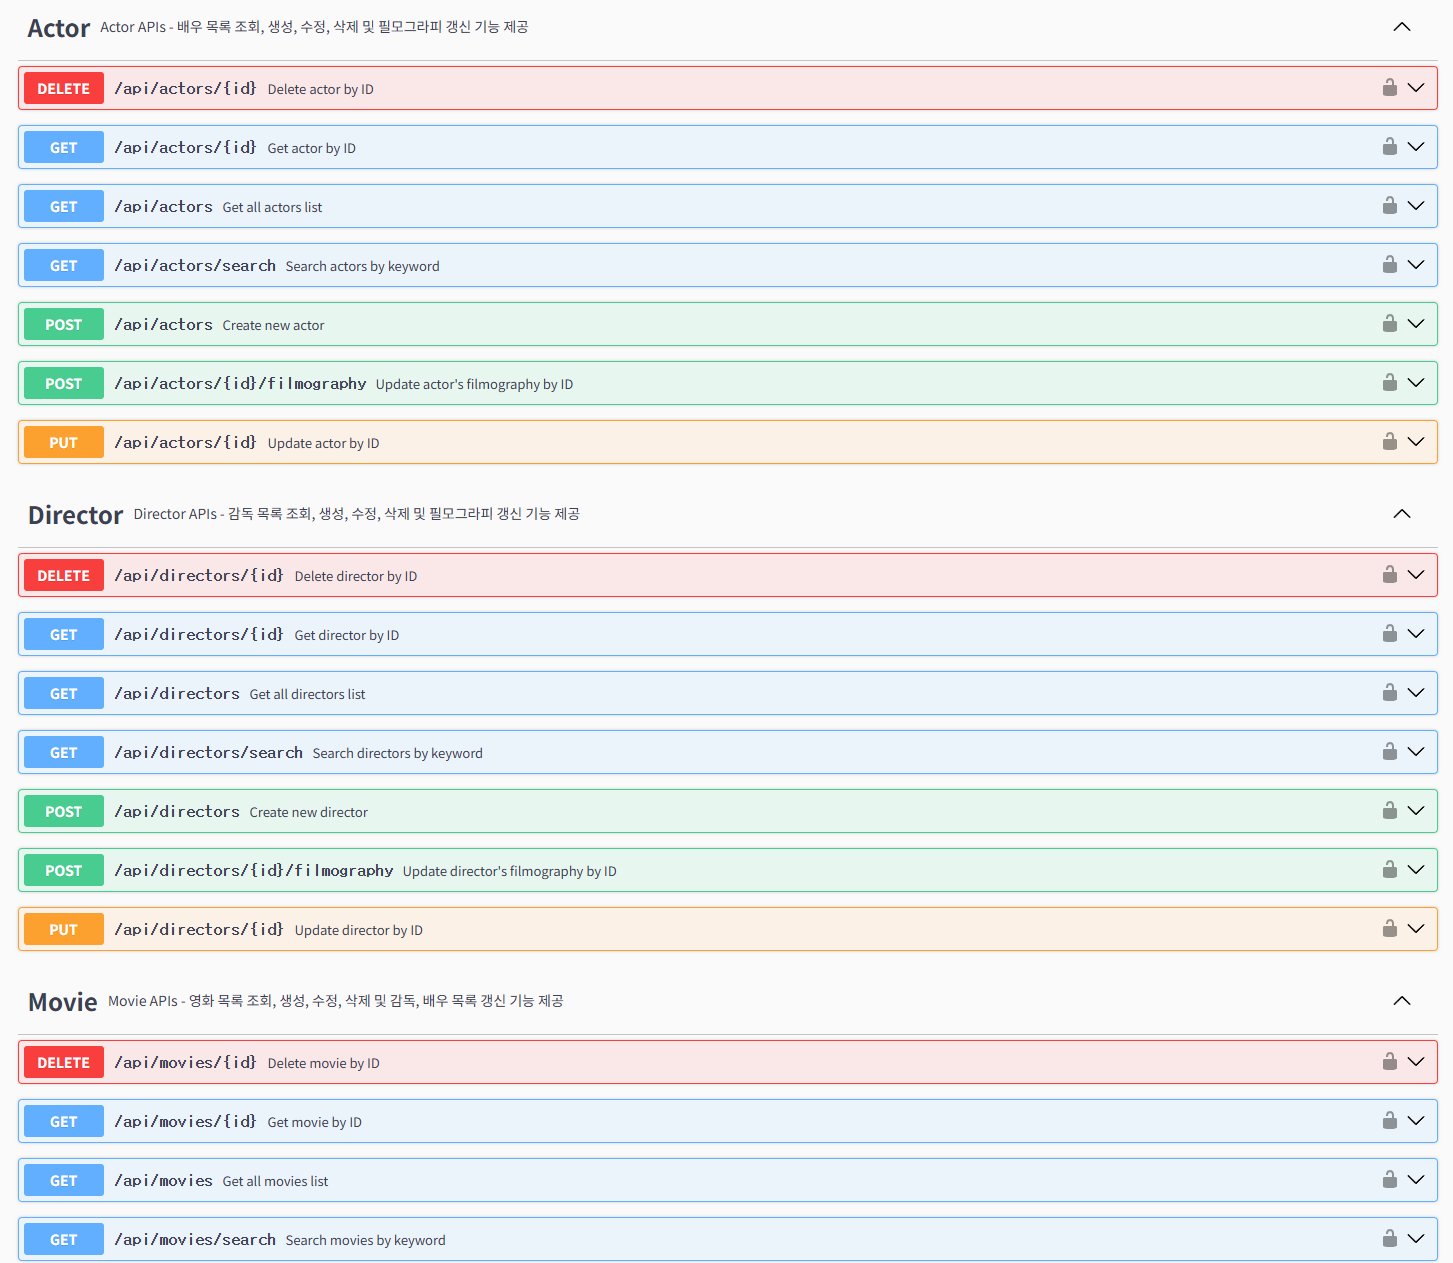 Actor Actor APIs - 배우 목록 조회, 생성, 수정, 삭제 및 필모그라피 갱신 기능 제공
DELETE /api/actors/{id} Delete actor by ID
GET /api/actors/{id} Get actor by ID
GET /api/actors Get all actors list
GET /api/actors/search Search actors by keyword
POST /api/actors Create new actor
POST /api/actors/{id}/filmography Update actor's filmography by ID
PUT /api/actors/{id} Update actor by ID
Director Director APIs - 감독 목록 조회, 생성, 수정, 삭제 및 필모그라피 갱신 기능 제공
DELETE /api/directors/{id} Delete director by ID
GET /api/directors/{id} Get director by ID
GET /api/directors Get all directors list
GET /api/directors/search Search directors by keyword
POST /api/directors Create new director
POST /api/directors/{id}/filmography Update director's filmography by ID
PUT /api/directors/{id} Update director by ID
Movie Movie APIs - 영화 목록 조회, 생성, 수정, 삭제 및 감독, 배우 목록 갱신 기능 제공
DELETE /api/movies/{id} Delete movie by ID
GET /api/movies/{id} Get movie by ID
GET /api/movies Get all movies list
GET /api/movies/search Search movies by keyword